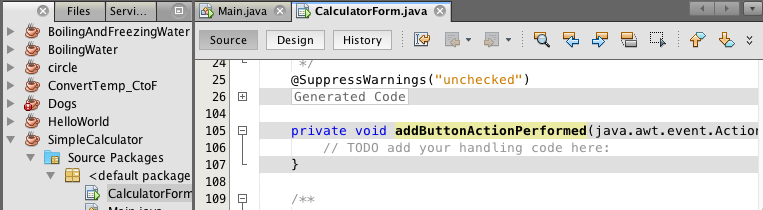 Files
Servi...
Main.java
CalculatorForm.java
Source
Design
History
BoilingAndFreezingWater
BoilingWater
circle
ConvertTemp_CtoF
Dogs
HelloWorld
SimpleCalculator
Source Packages
<default package
CalculatorForm
Main.java
24 */
25 @SuppressWarnings("unchecked")
26 Generated Code
104
105 private void addButtonActionPerformed(java.awt.event.Action
106 // TODO add your handling code here:
107 }
108
109 /**